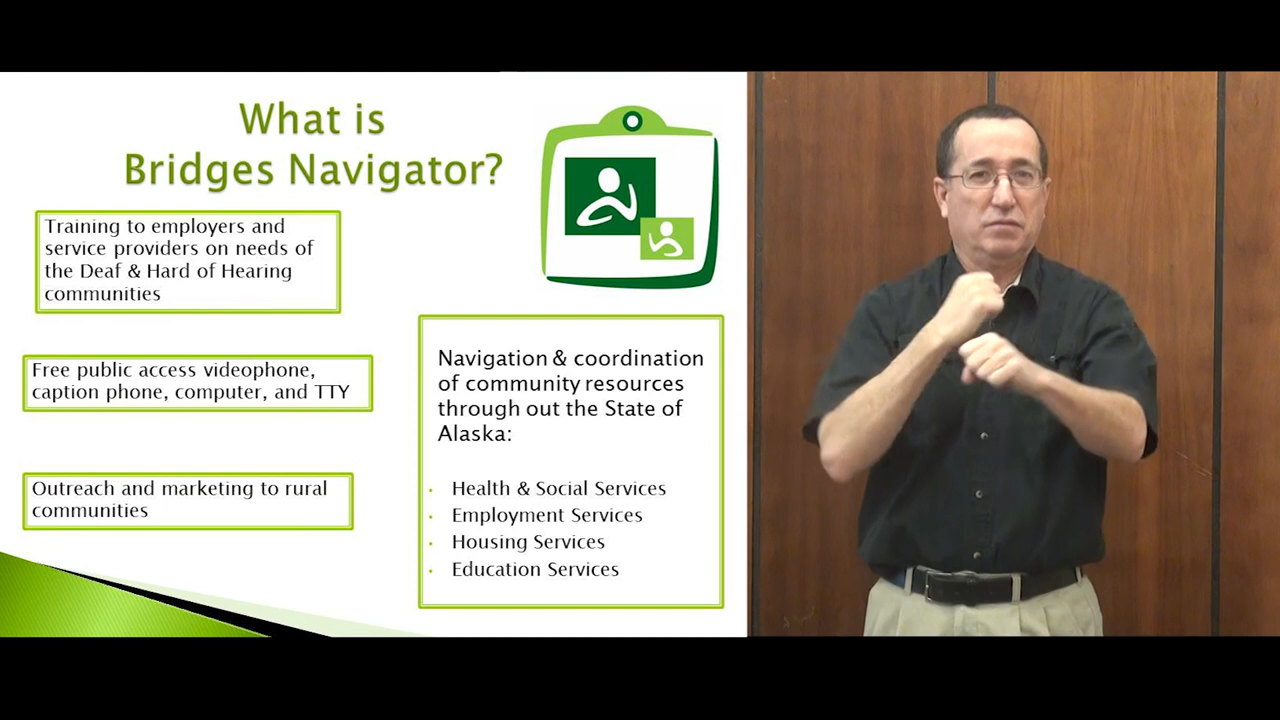 What is
Bridges Navigator?
Training to employers and
service providers on needs of
the Deaf & Hard of Hearing
communities
Free public access videophone,
caption phone, computer, and TTY
Outreach and marketing to rural
communities
Navigation & coordination
of community resources
through out the State of
Alaska:
• Health & Social Services
• Employment Services
• Housing Services
• Education Services